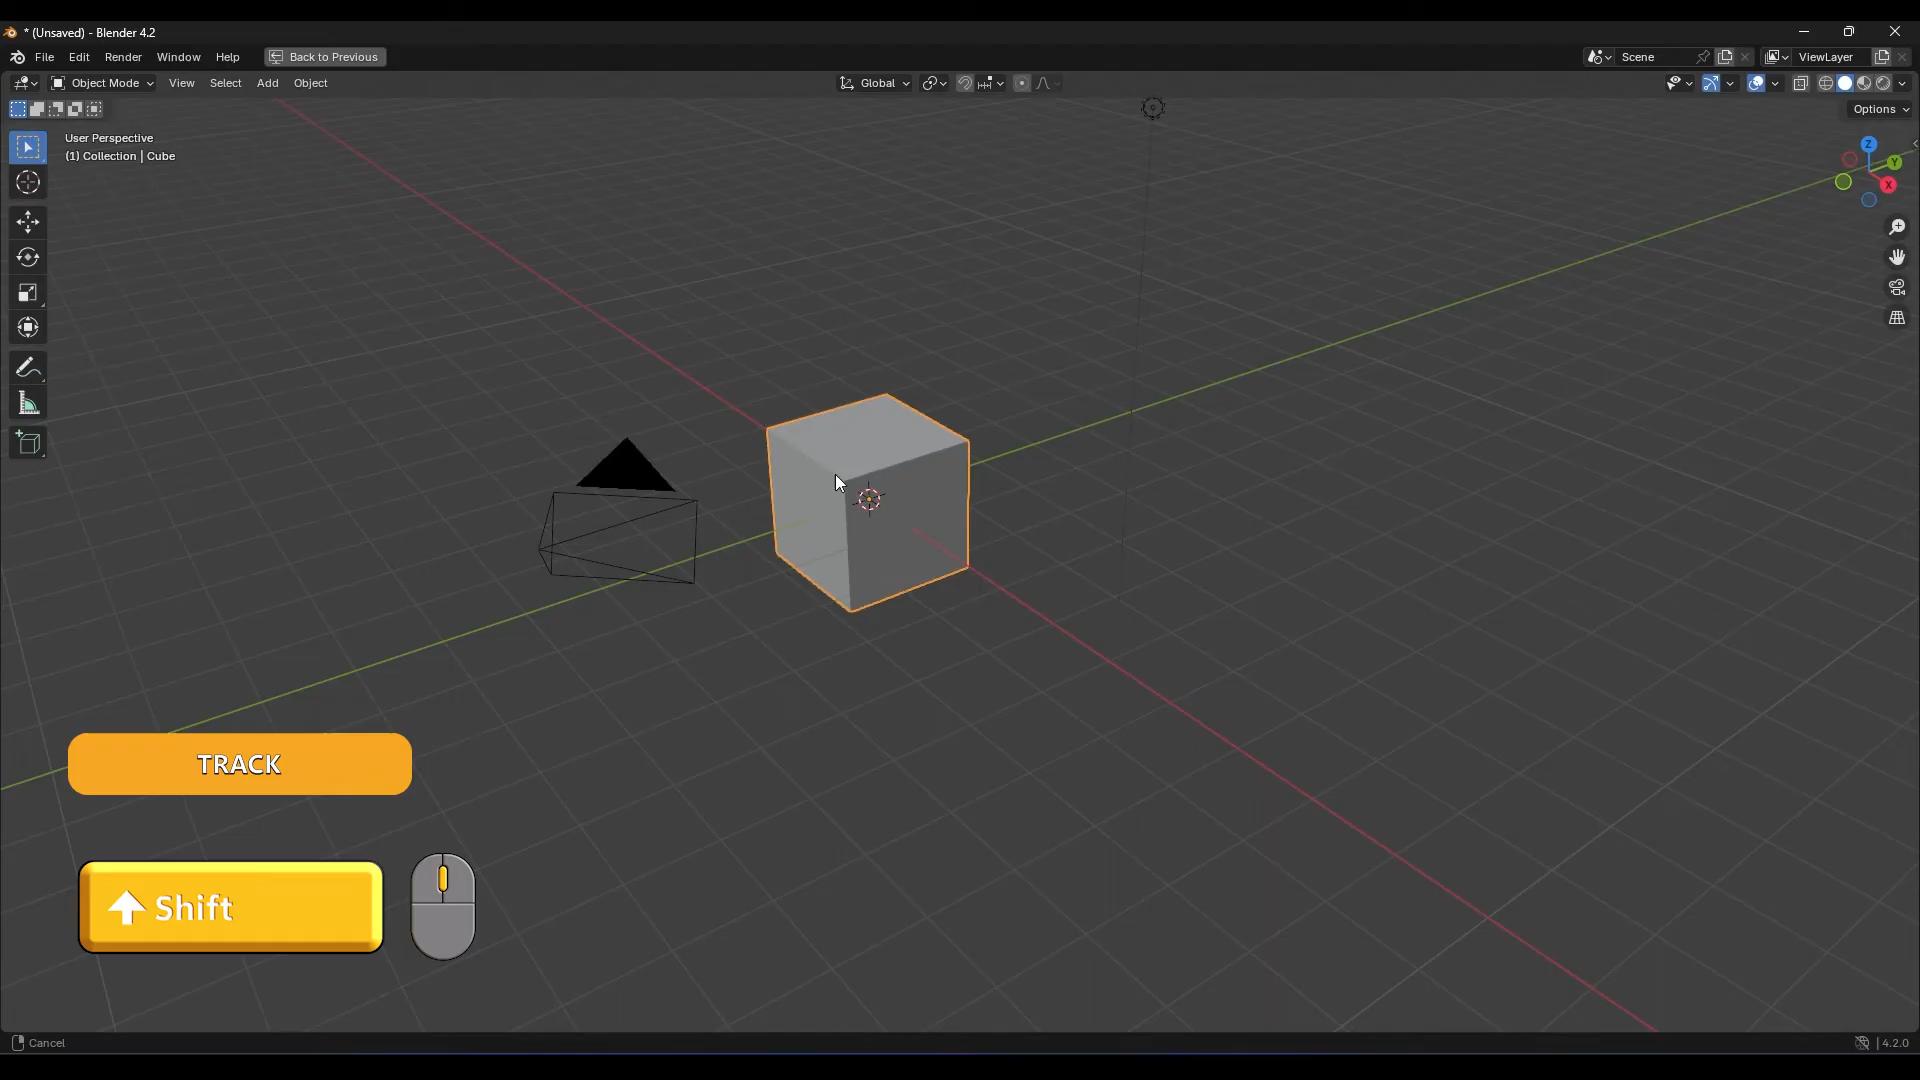 * (Unsaved) - Blender 4.2
File Edit Render Window Help Back to Previous Scene ViewLayer
Object Mode View Select Add Object Global
Options
User Perspective
(1) Collection | Cube
Z
Y
X
TRACK
Shift
Cancel 4.2.0